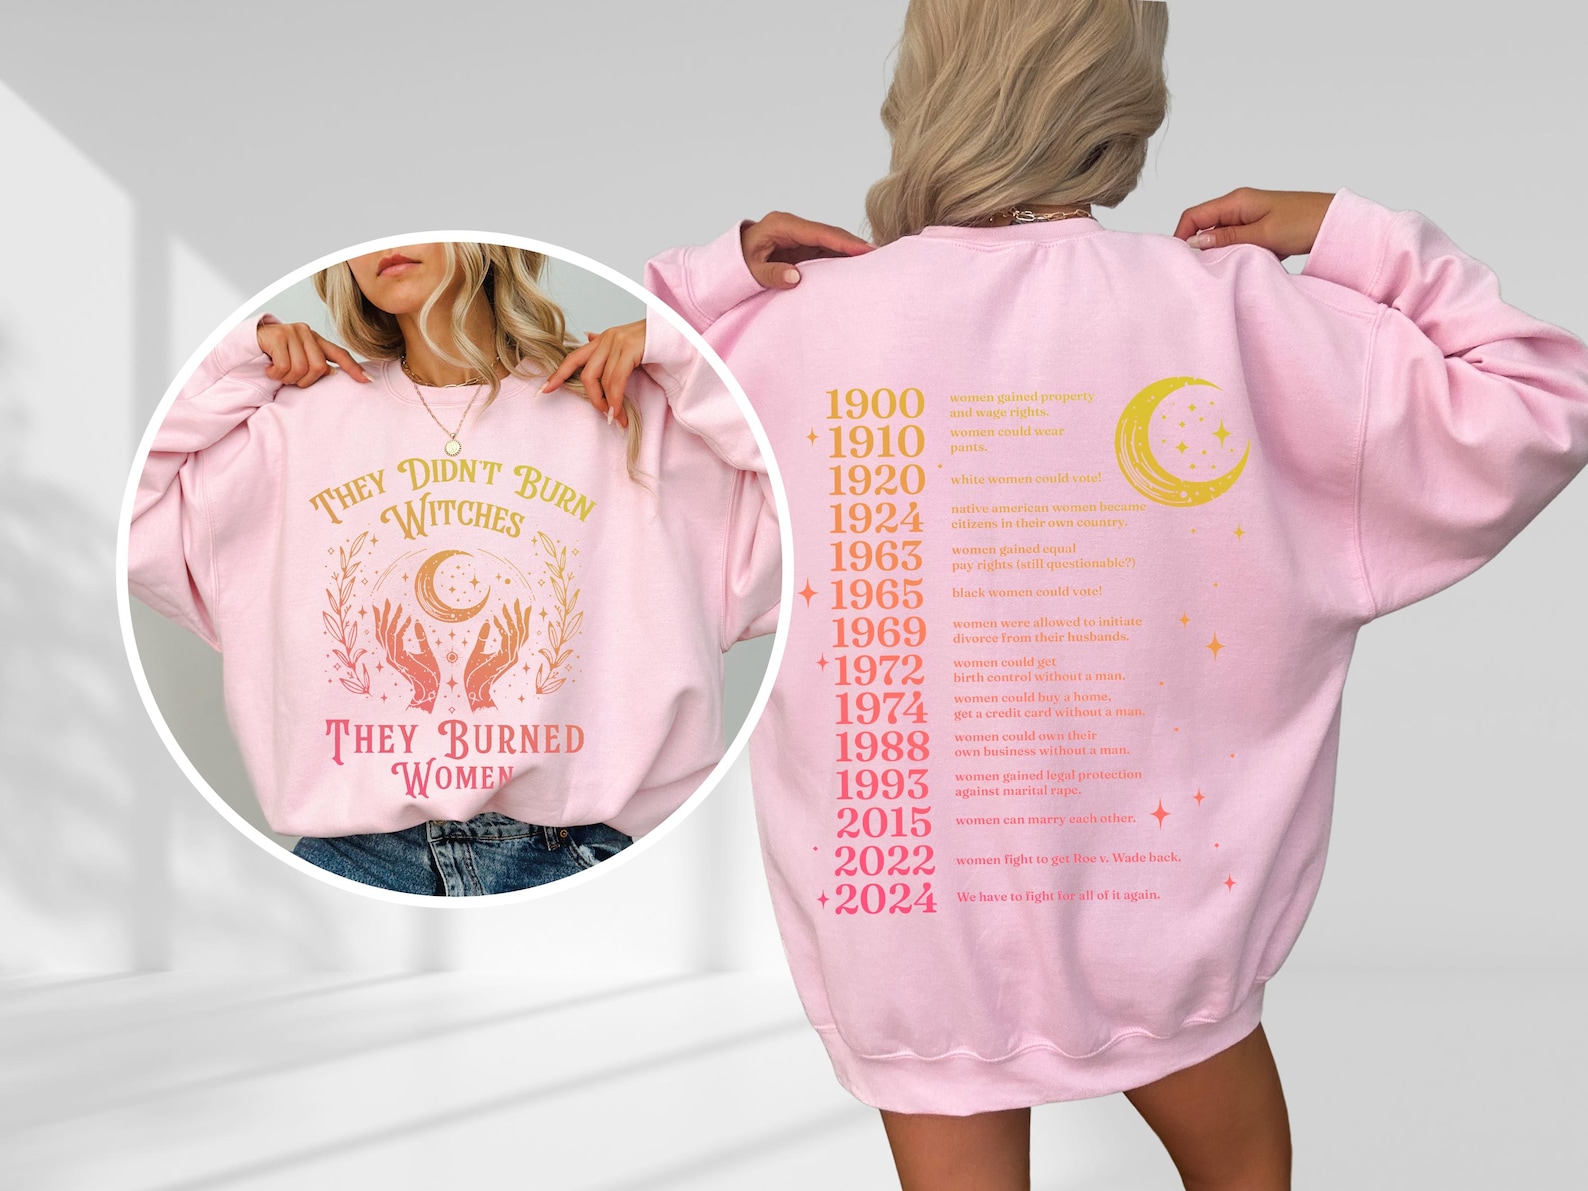 They Didn't Burn
Witches
They Burned
Women
1900 women gained property
and wage rights.
1910 women could wear
pants.
1920 white women could vote!
1924 native american women became
citizens in their own country.
1963 women gained equal
pay rights (still questionable?)
1965 black women could vote!
1969 women were allowed to initiate
divorce from their husbands.
1972 women could get
birth control without a man.
1974 women could buy a home,
get a credit card without a man.
1988 women could own their
own business without a man.
1993 women gained legal protection
against marital rape.
2015 women can marry each other.
2022 women fight to get Roe v. Wade back.
2024 We have to fight for all of it again.